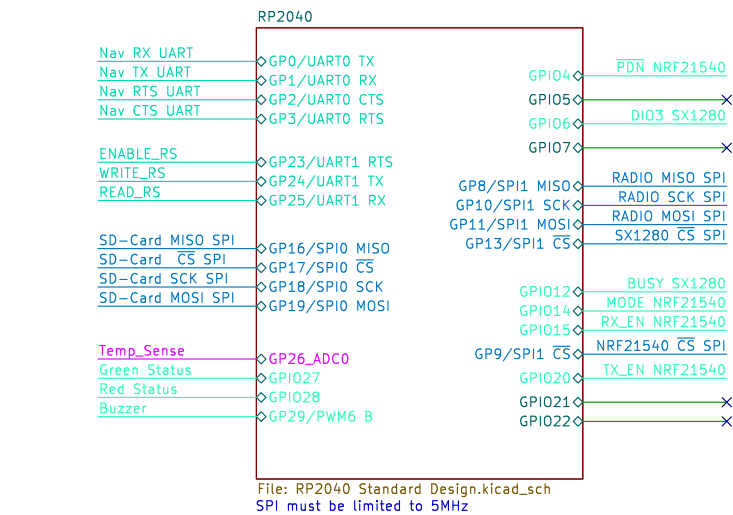 RP2040
Nav RX UART
GP0/UART0 TX
Nav TX UART
GP1/UART0 RX
Nav RTS UART
GP2/UART0 CTS
Nav CTS UART
GP3/UART0 RTS
ENABLE_RS
GP23/UART1 RTS
WRITE_RS
GP24/UART1 TX
READ_RS
GP25/UART1 RX
SD-Card MISO SPI
GP16/SPI0 MISO
SD-Card CS SPI
GP17/SPI0 CS
SD-Card SCK SPI
GP18/SPI0 SCK
SD-Card MOSI SPI
GP19/SPI0 MOSI
Temp_Sense
GP26_ADC0
Green Status
GPIO27
Red Status
GPIO28
Buzzer
GP29/PWM6 B
GPIO4
PDN NRF21540
GPIO5
GPIO6
DIO3 SX1280
GPIO7
GP8/SPI1 MISO
RADIO MISO SPI
GP10/SPI1 SCK
RADIO SCK SPI
GP11/SPI1 MOSI
RADIO MOSI SPI
GP13/SPI1 CS
SX1280 CS SPI
GPIO12
BUSY SX1280
GPIO14
MODE NRF21540
GPIO15
RX_EN NRF21540
GP9/SPI1 CS
NRF21540 CS SPI
GPIO20
TX_EN NRF21540
GPIO21
GPIO22
File: RP2040 Standard Design.kicad_sch
SPI must be limited to 5MHz